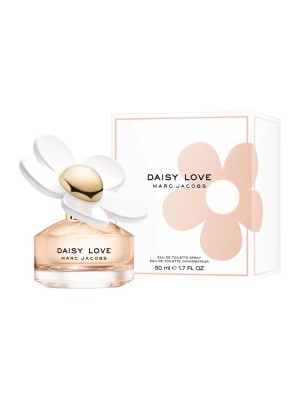 DAISY LOVE
MARC JACOBS
EAU DE TOILETTE SPRAY
EAU DE TOILETTE VAPORISATEUR
50 ml ℮ 1.7 FL OZ
DAISY LOVE
MARC JACOBS